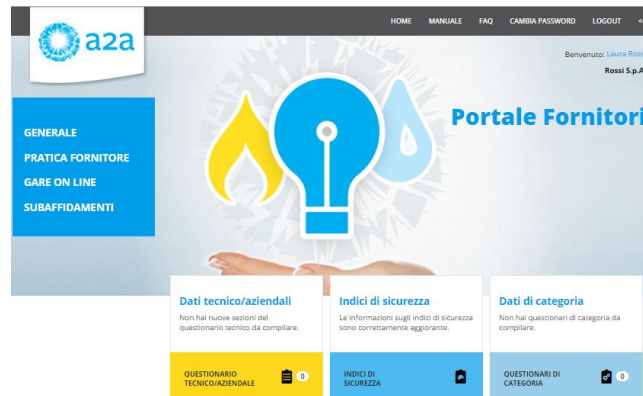 a2a
HOME MANUALE FAQ CAMBIA PASSWORD LOGOUT
Benvenuto: Laura Ross
Rossi S.p.A
Portale Fornitori
GENERALE
PRATICA FORNITORE
GARE ON LINE
SUBAFFIDAMENTI
Dati tecnico/aziendali
Non hai nuove sezioni del
questionario tecnico da compilare.
QUESTIONARIO
TECNICO/AZIENDALE
0
Indici di sicurezza
Le informazioni sugli indici di sicurezza
sono correttamente aggiorante.
INDICI DI
SICUREZZA
Dati di categoria
Non hai questionari di categoria da
compilare.
QUESTIONARI DI
CATEGORIA
0